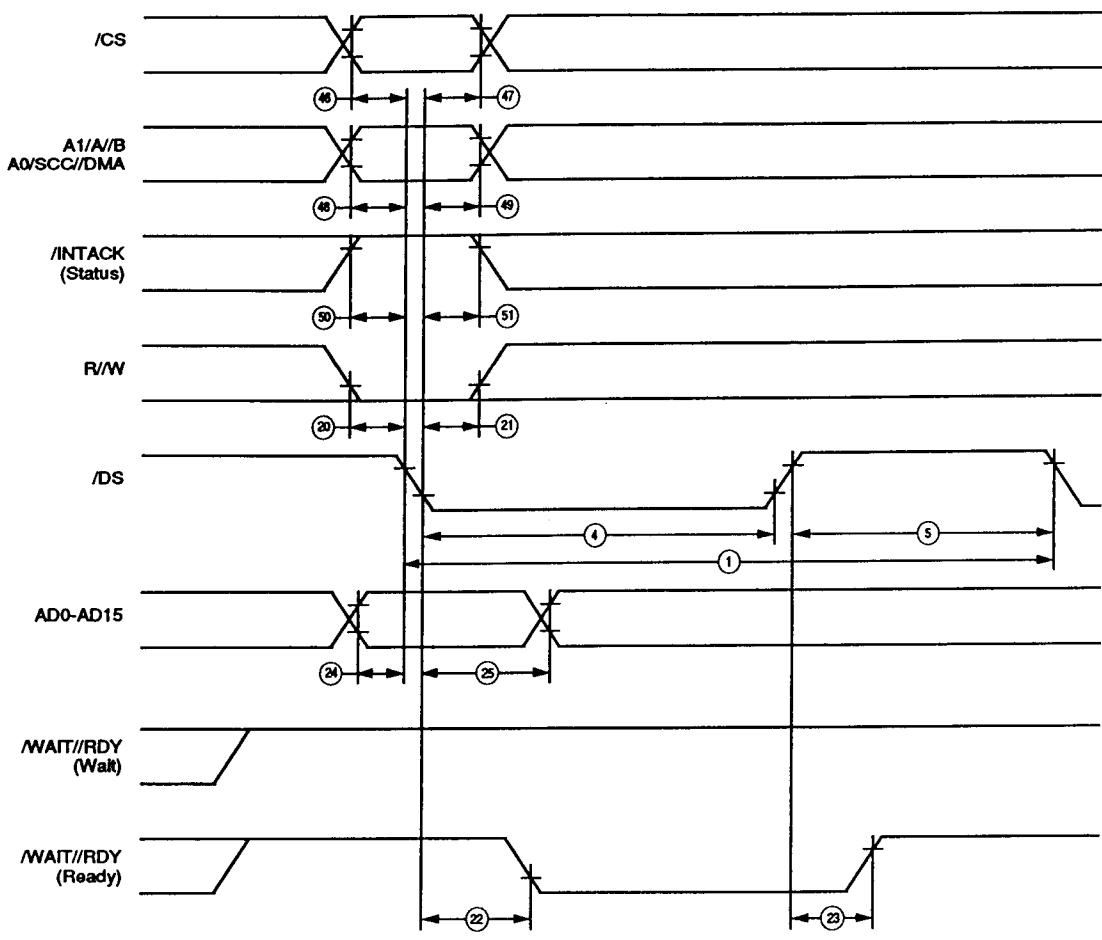 /CS
46
47
A1/A//B
A0/SCC//DMA
48
49
/INTACK
(Status)
50
51
R//W
20
21
/DS
4
5
1
AD0-AD15
24
25
/WAIT//RDY
(Wait)
/WAIT//RDY
(Ready)
22
23